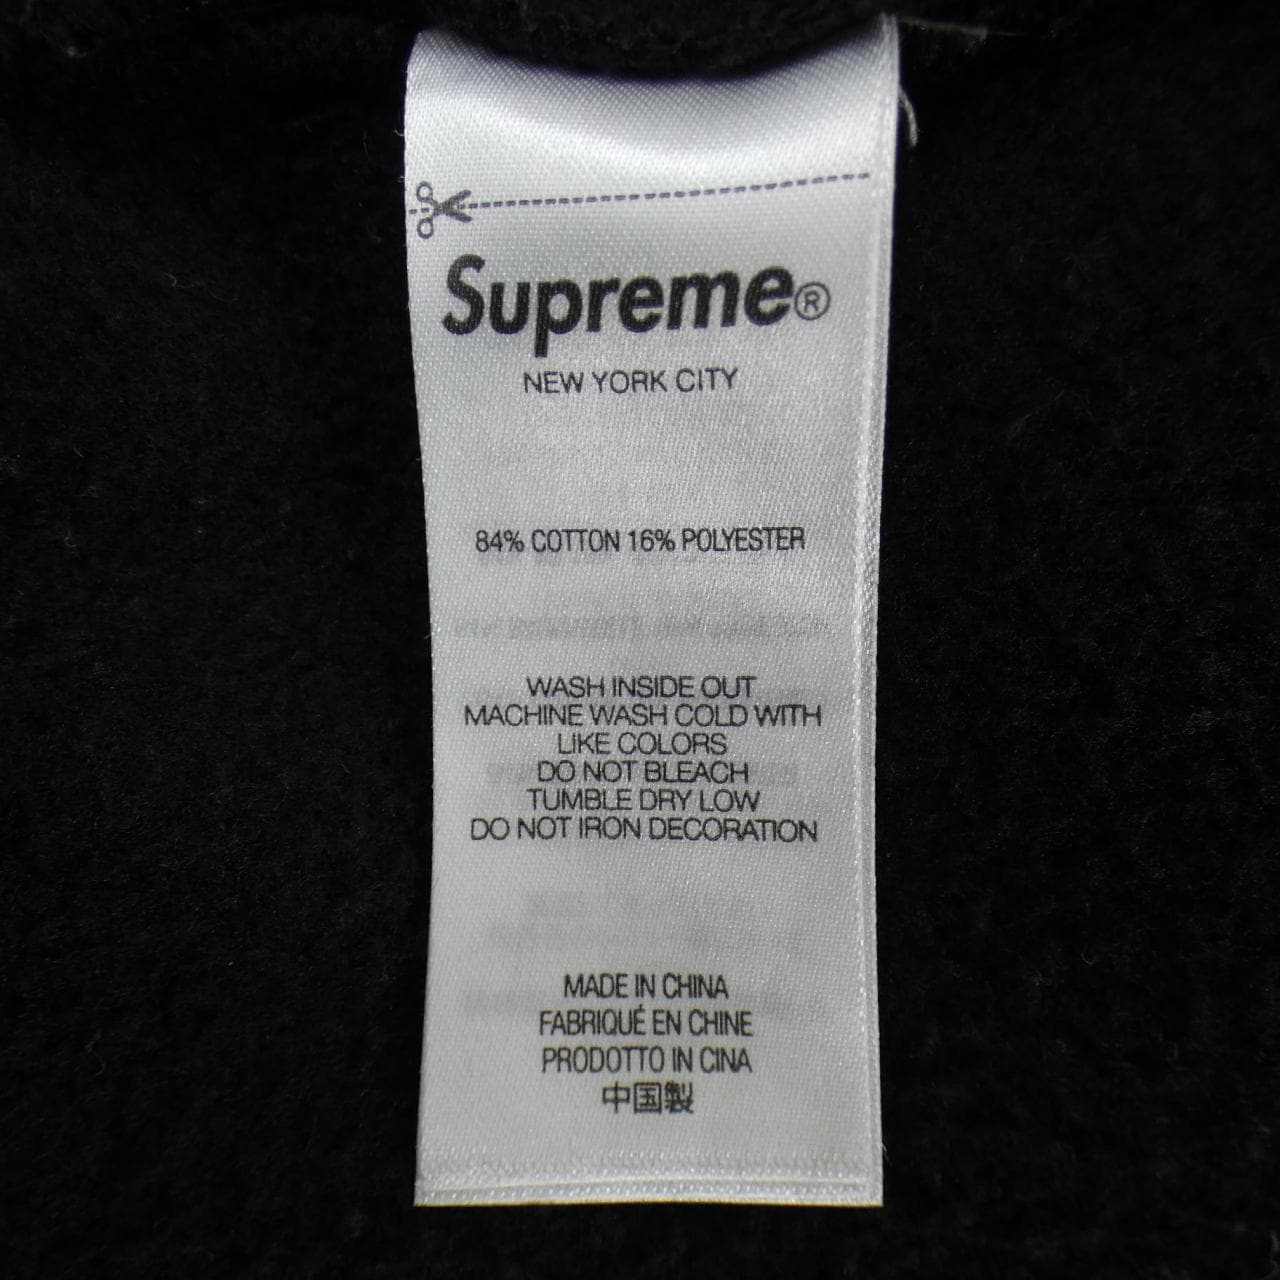 Supreme®
NEW YORK CITY
84% COTTON 16% POLYESTER
WASH INSIDE OUT
MACHINE WASH COLD WITH
LIKE COLORS
DO NOT BLEACH
TUMBLE DRY LOW
DO NOT IRON DECORATION
MADE IN CHINA
FABRIQUÉ EN CHINE
PRODOTTO IN CINA
中国製